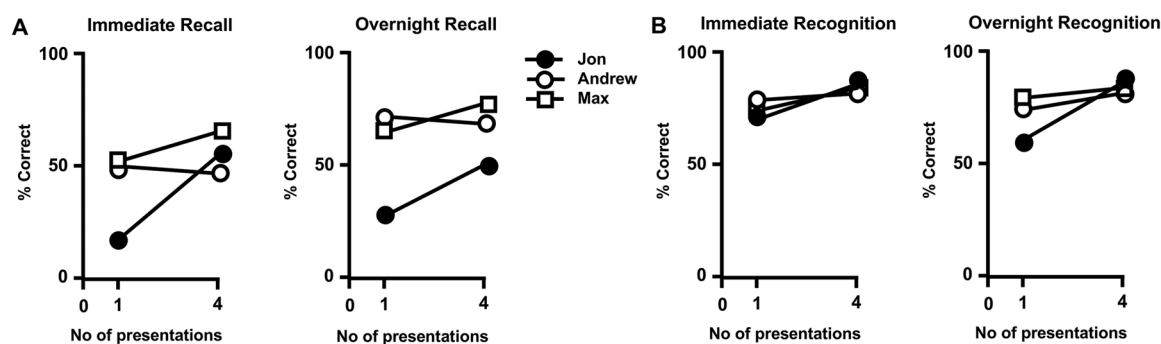 A
Immediate Recall
100
50
0
% Correct
0
1
4
No of presentations
Overnight Recall
100
50
0
% Correct
0
1
4
No of presentations
Jon
Andrew
Max
B
Immediate Recognition
100
50
0
% Correct
0
1
4
No of presentations
Overnight Recognition
100
50
0
% Correct
0
1
4
No of presentations